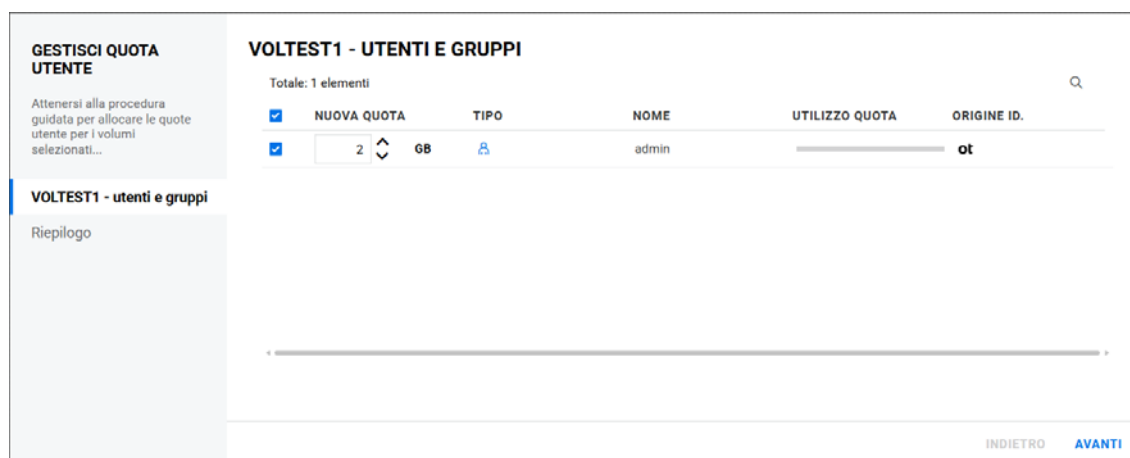 GESTISCI QUOTA
UTENTE
Attenersi alla procedura
guidata per allocare le quote
utente per i volumi
selezionati...
VOLTEST1 - utenti e gruppi
Riepilogo
VOLTEST1 - UTENTI E GRUPPI
Totale: 1 elementi
NUOVA QUOTA TIPO NOME UTILIZZO QUOTA ORIGINE ID.
2 GB admin ot
INDIETRO AVANTI